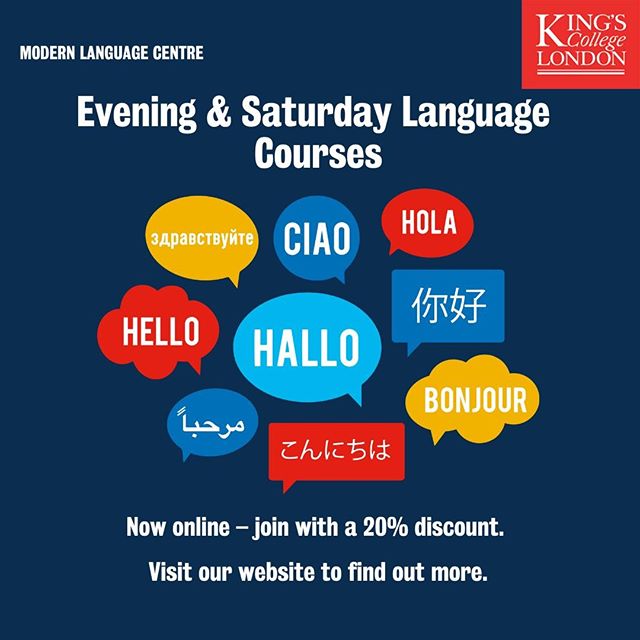 MODERN LANGUAGE CENTRE
KING'S
College
LONDON
Evening & Saturday Language
Courses
здравствуйте
CIAO
HOLA
HELLO
HALLO
你好
مرحباً
こんにちは
BONJOUR
Now online – join with a 20% discount.
Visit our website to find out more.